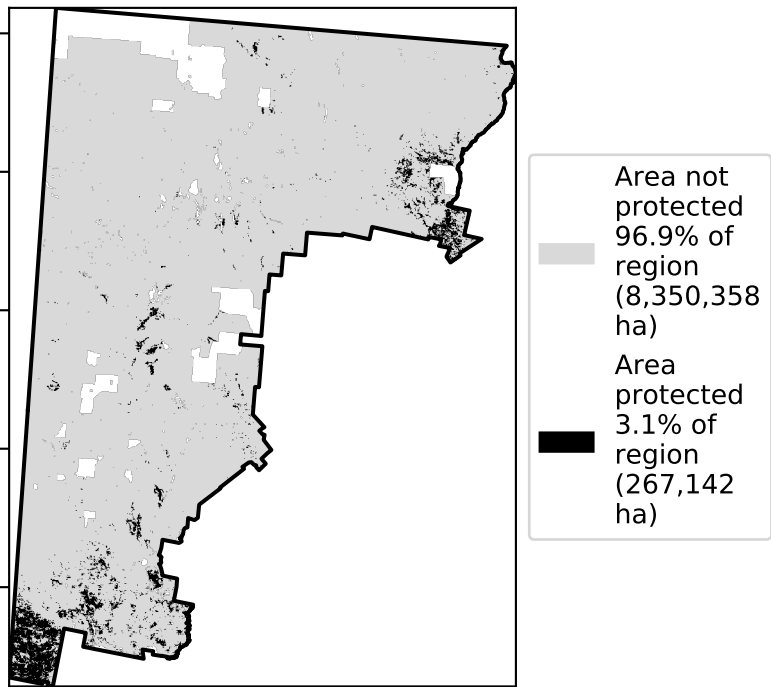 Area not
protected
96.9% of
region
(8,350,358
ha)
Area
protected
3.1% of
region
(267,142
ha)